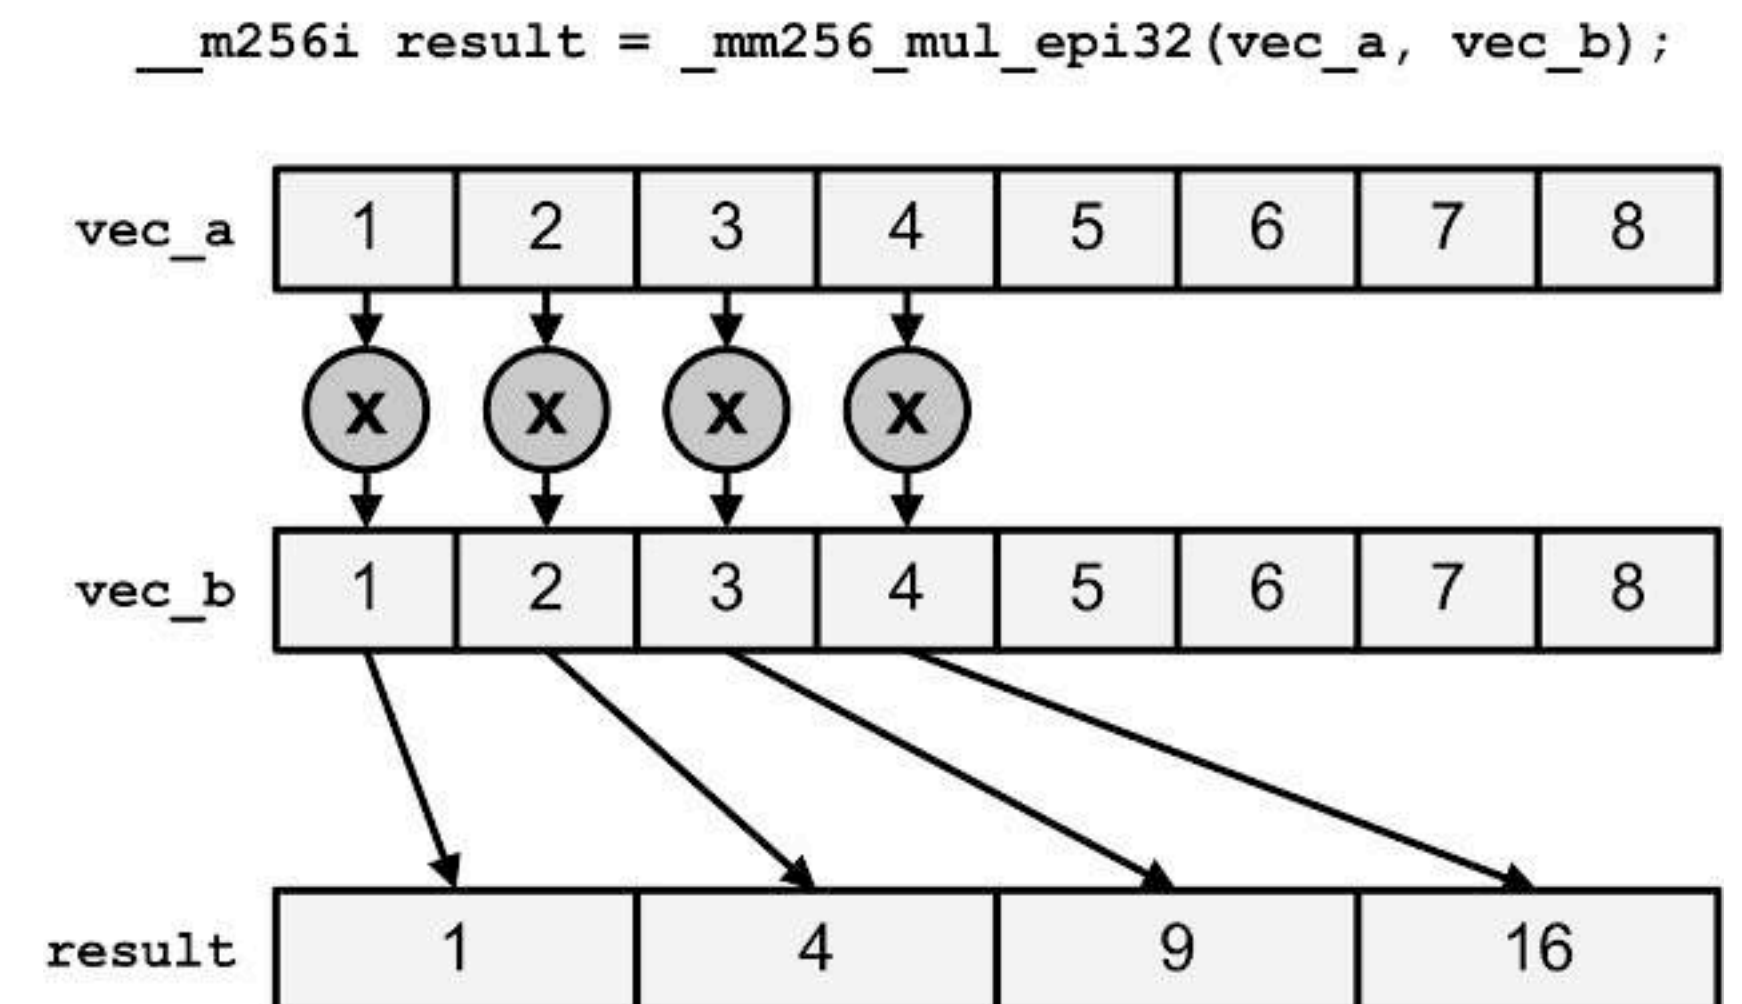 __m256i result = _mm256_mul_epi32(vec_a, vec_b);
vec_a 1 2 3 4 5 6 7 8
x x x x
vec_b 1 2 3 4 5 6 7 8
result 1 4 9 16